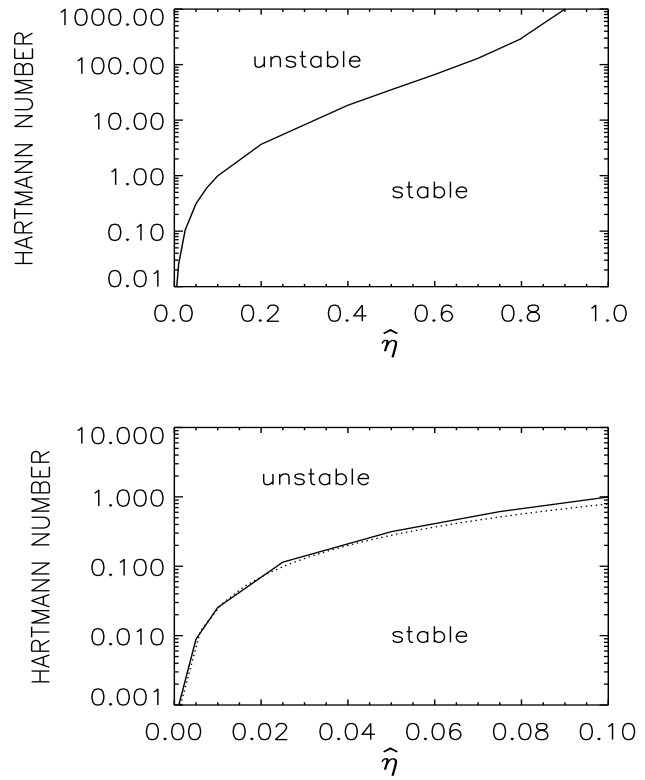 1000.00
100.00
10.00
1.00
0.10
0.01
HARTMANN NUMBER
unstable
stable
0.0 0.2 0.4 0.6 0.8 1.0
η̂
10.000
1.000
0.100
0.010
0.001
HARTMANN NUMBER
unstable
stable
0.00 0.02 0.04 0.06 0.08 0.10
η̂